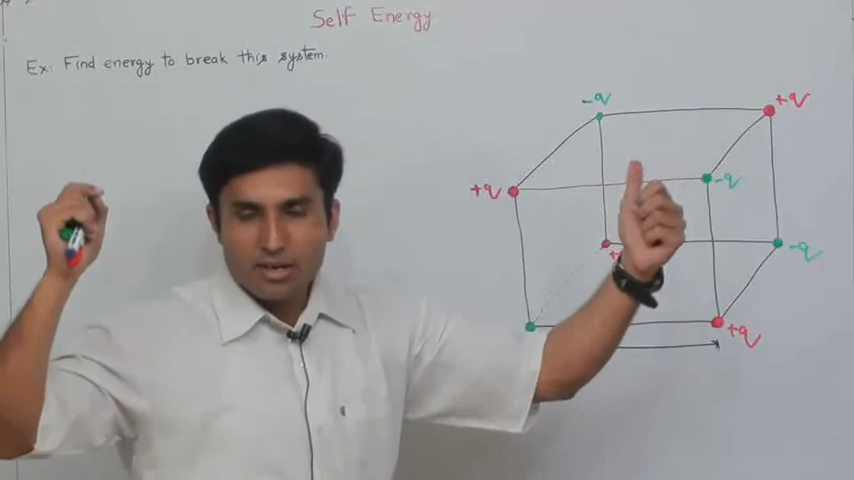 Self Energy
Ex: Find energy to break this system.
-q
+q
+q
-q
-q
+q